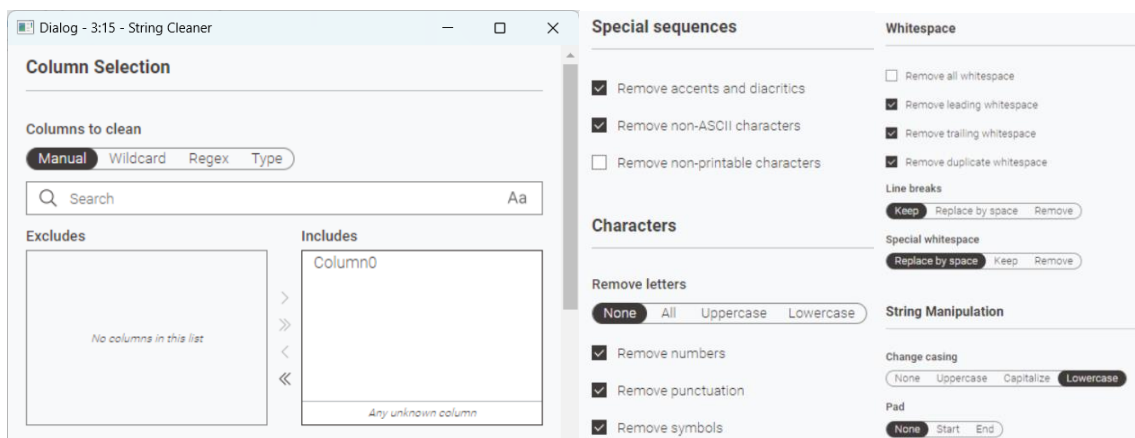 Dialog - 3:15 - String Cleaner
Column Selection
Columns to clean
Manual Wildcard Regex Type
Search Aa
Excludes Includes
No columns in this list
Column0
Any unknown column
Special sequences
Remove accents and diacritics
Remove non-ASCII characters
Remove non-printable characters
Characters
Remove letters
None All Uppercase Lowercase
Remove numbers
Remove punctuation
Remove symbols
Whitespace
Remove all whitespace
Remove leading whitespace
Remove trailing whitespace
Remove duplicate whitespace
Line breaks
Keep Replace by space Remove
Special whitespace
Replace by space Keep Remove
String Manipulation
Change casing
None Uppercase Capitalize Lowercase
Pad
None Start End